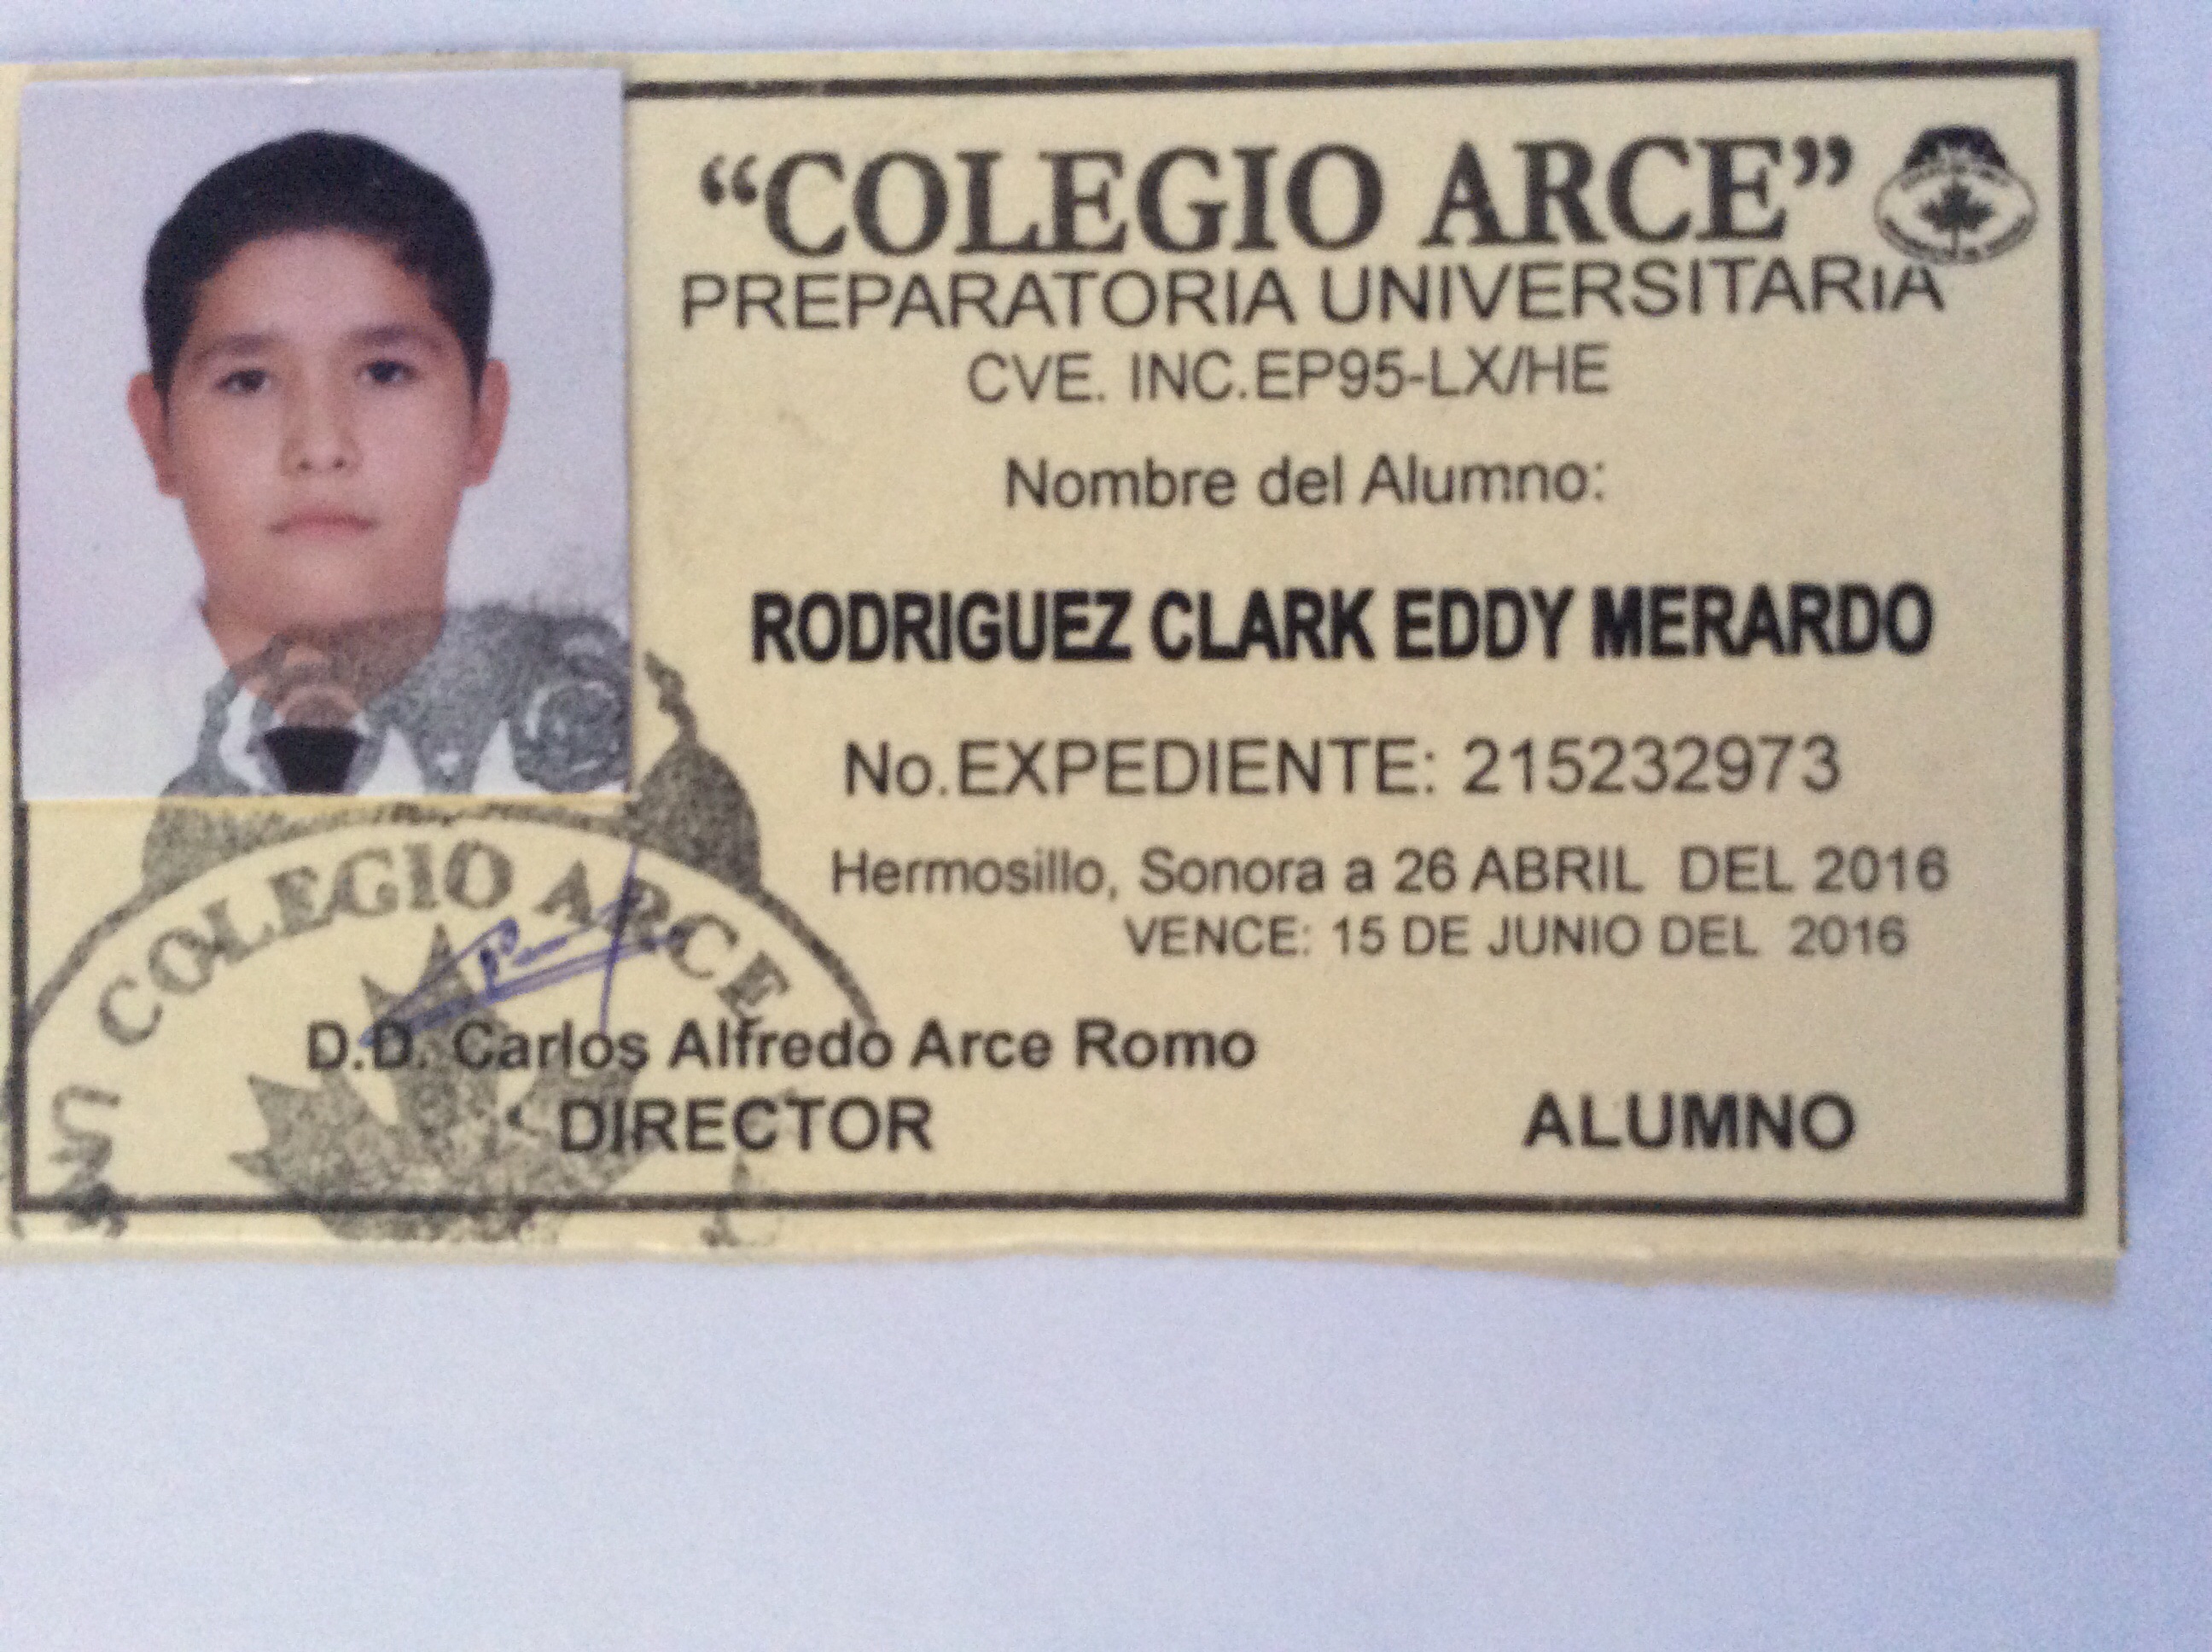 “COLEGIO ARCE”
PREPARATORIA UNIVERSITARIA
CVE. INC.EP95-LX/HE
Nombre del Alumno:
RODRIGUEZ CLARK EDDY MERARDO
No.EXPEDIENTE: 215232973
Hermosillo, Sonora a 26 ABRIL DEL 2016
VENCE: 15 DE JUNIO DEL 2016
COLEGIO ARCE
D.D. Carlos Alfredo Arce Romo
DIRECTOR
ALUMNO